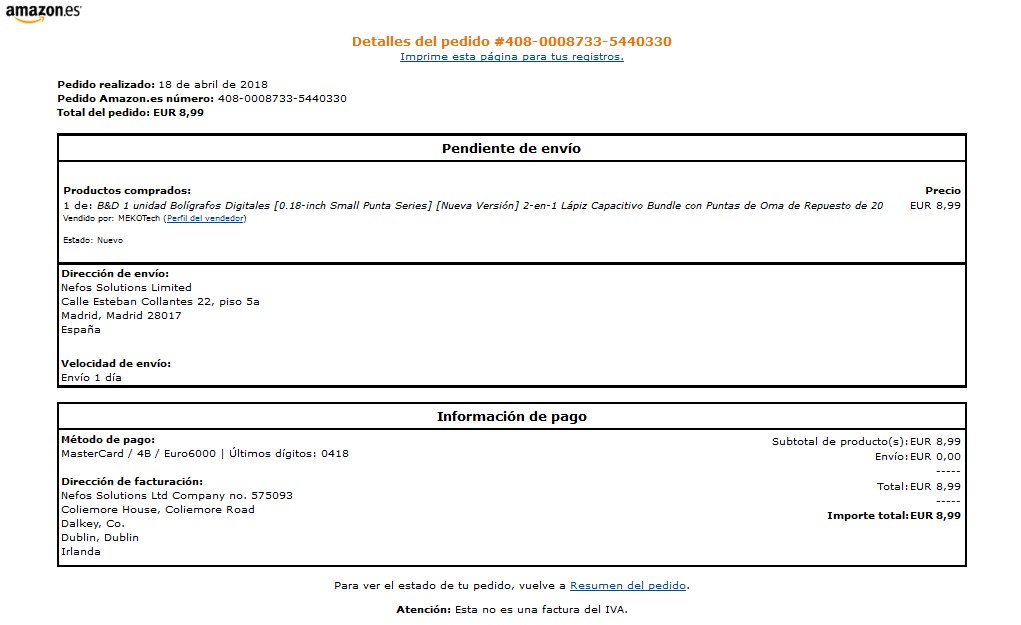 amazon.es
Detalles del pedido #408-0008733-5440330
Imprime esta página para tus registros.
Pedido realizado: 18 de abril de 2018
Pedido Amazon.es número: 408-0008733-5440330
Total del pedido: EUR 8,99
Pendiente de envío
Productos comprados: Precio
1 de: B&D 1 unidad Bolígrafos Digitales [0.18-inch Small Punta Series] [Nueva Versión] 2-en-1 Lápiz Capacitivo Bundle con Puntas de Oma de Repuesto de 20 EUR 8,99
Vendido por: MEKOTech (Perfil del vendedor)
Estado: Nuevo
Dirección de envío:
Nefos Solutions Limited
Calle Esteban Collantes 22, piso 5a
Madrid, Madrid 28017
España
Velocidad de envío:
Envío 1 día
Información de pago
Método de pago:
MasterCard / 4B / Euro6000 | Últimos dígitos: 0418
Dirección de facturación:
Nefos Solutions Ltd Company no. 575093
Coliemore House, Coliemore Road
Dalkey, Co.
Dublin, Dublin
Irlanda
Subtotal de producto(s): EUR 8,99
Envío: EUR 0,00
-----
Total: EUR 8,99
-----
Importe total: EUR 8,99
Para ver el estado de tu pedido, vuelve a Resumen del pedido.
Atención: Esta no es una factura del IVA.